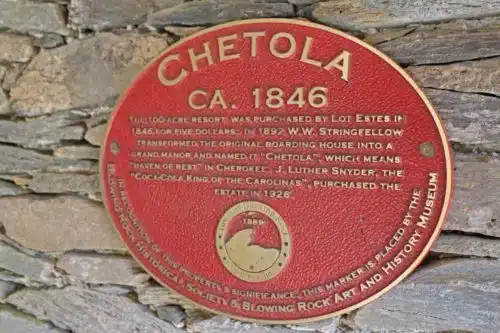 CHETOLA
CA. 1846
THIS 100-ACRE RESORT WAS PURCHASED BY LOT ESTES IN
1846 FOR FIVE DOLLARS. IN 1892 W.W. STRINGFELLOW
TRANSFORMED THE ORIGINAL BOARDING HOUSE INTO A
GRAND MANOR AND NAMED IT, "CHETOLA", WHICH MEANS
"HAVEN OF REST" IN CHEROKEE. J. LUTHER SNYDER, THE
"COCA-COLA KING OF THE CAROLINAS", PURCHASED THE
ESTATE IN 1926.
1889
IN RECOGNITION OF THIS PROPERTY'S SIGNIFICANCE, THIS MARKER IS PLACED BY THE
BLOWING ROCK HISTORICAL SOCIETY & BLOWING ROCK ART AND HISTORY MUSEUM